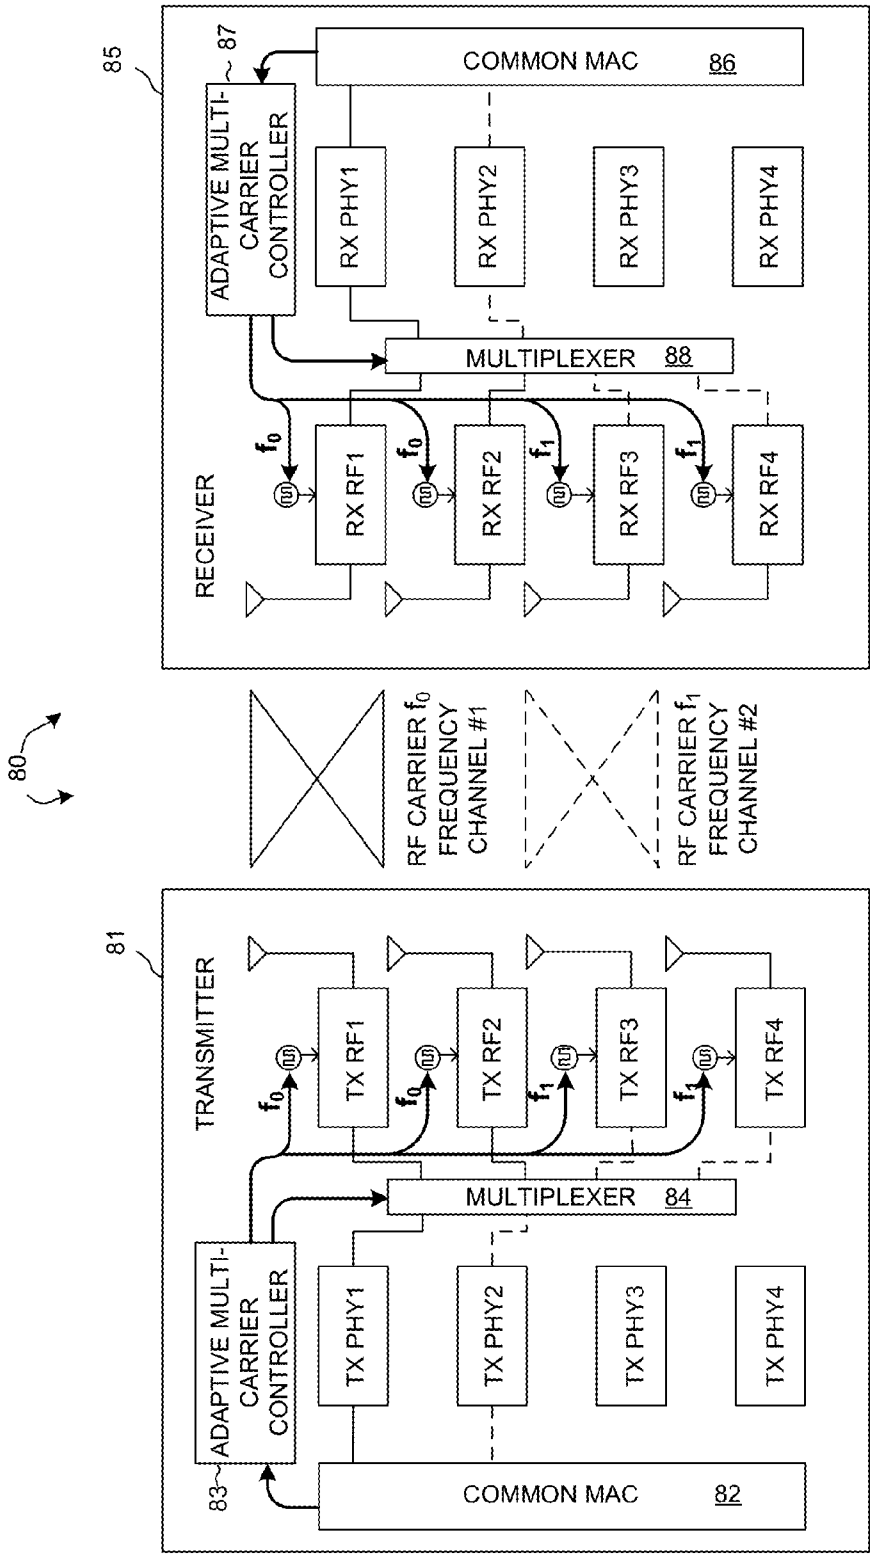 80
81
TRANSMITTER
83
ADAPTIVE MULTI-
CARRIER
CONTROLLER
COMMON MAC 82
TX PHY1
TX PHY2
TX PHY3
TX PHY4
MULTIPLEXER 84
f0
f0
f1
f1
TX RF1
TX RF2
TX RF3
TX RF4
RF CARRIER f0
FREQUENCY
CHANNEL #1
RF CARRIER f1
FREQUENCY
CHANNEL #2
85
RECEIVER
87
ADAPTIVE MULTI-
CARRIER
CONTROLLER
f0
f0
f1
f1
RX RF1
RX RF2
RX RF3
RX RF4
MULTIPLEXER 88
RX PHY1
RX PHY2
RX PHY3
RX PHY4
COMMON MAC 86